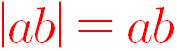 |ab| = ab